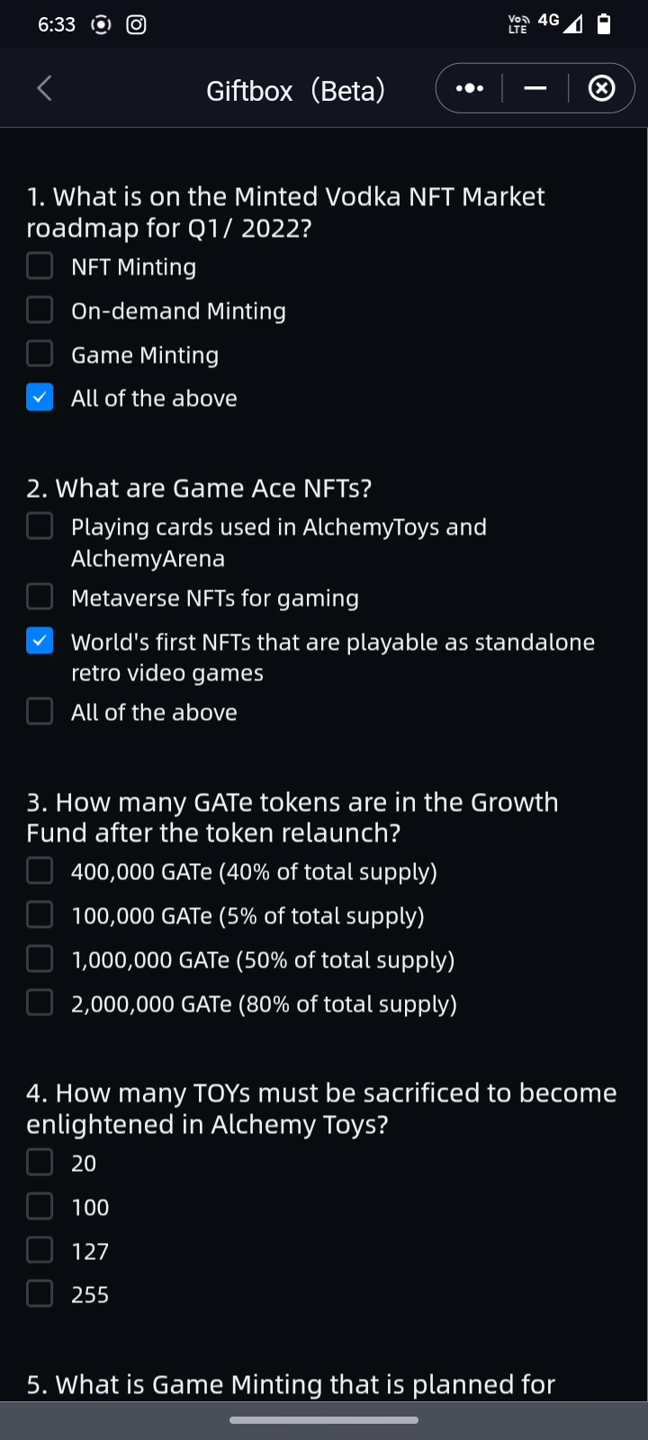 6:33
Vo LTE 4G
Giftbox（Beta）
1. What is on the Minted Vodka NFT Market
roadmap for Q1/ 2022?
NFT Minting
On-demand Minting
Game Minting
All of the above
2. What are Game Ace NFTs?
Playing cards used in AlchemyToys and
AlchemyArena
Metaverse NFTs for gaming
World's first NFTs that are playable as standalone
retro video games
All of the above
3. How many GATe tokens are in the Growth
Fund after the token relaunch?
400,000 GATe (40% of total supply)
100,000 GATe (5% of total supply)
1,000,000 GATe (50% of total supply)
2,000,000 GATe (80% of total supply)
4. How many TOYs must be sacrificed to become
enlightened in Alchemy Toys?
20
100
127
255
5. What is Game Minting that is planned for